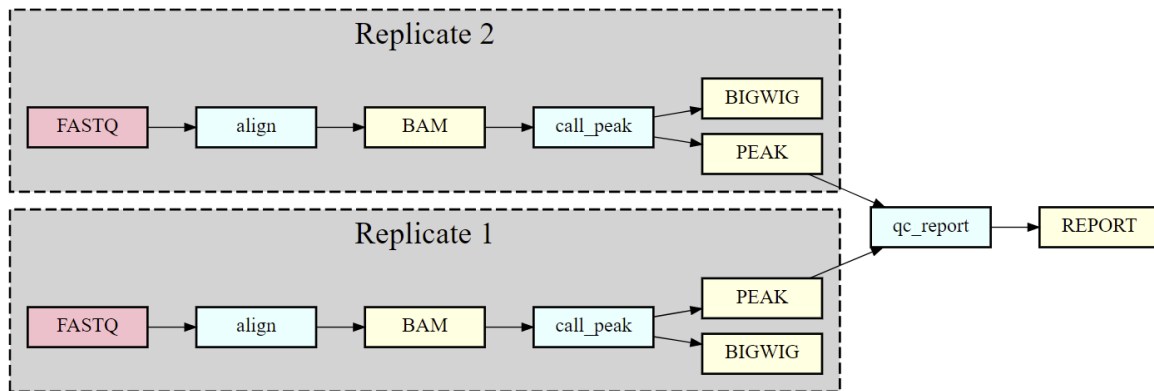 Replicate 2
FASTQ
align
BAM
call_peak
BIGWIG
PEAK
Replicate 1
FASTQ
align
BAM
call_peak
PEAK
BIGWIG
qc_report
REPORT